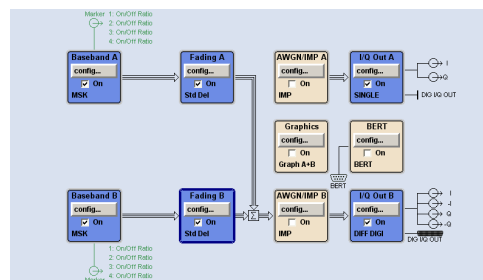 Marker 1: On/Off Ratio
2: On/Off Ratio
3: On/Off Ratio
4: On/Off Ratio
Baseband A
config...
On
MSK
Fading A
config...
On
Std Del
AWGN/IMP A
config...
On
IMP
I/Q Out A
config...
On
SINGLE
I
Q
DIG I/Q OUT
Graphics
config...
On
Graph A+B
BERT
config...
On
BERT
BERT
Baseband B
config...
On
MSK
Fading B
config...
On
Std Del
Σ
AWGN/IMP B
config...
On
IMP
I/Q Out B
config...
On
DIFF DIGI
I
-I
Q
-Q
DIG I/Q OUT
1: On/Off Ratio
2: On/Off Ratio
3: On/Off Ratio
Marker 4: On/Off Ratio